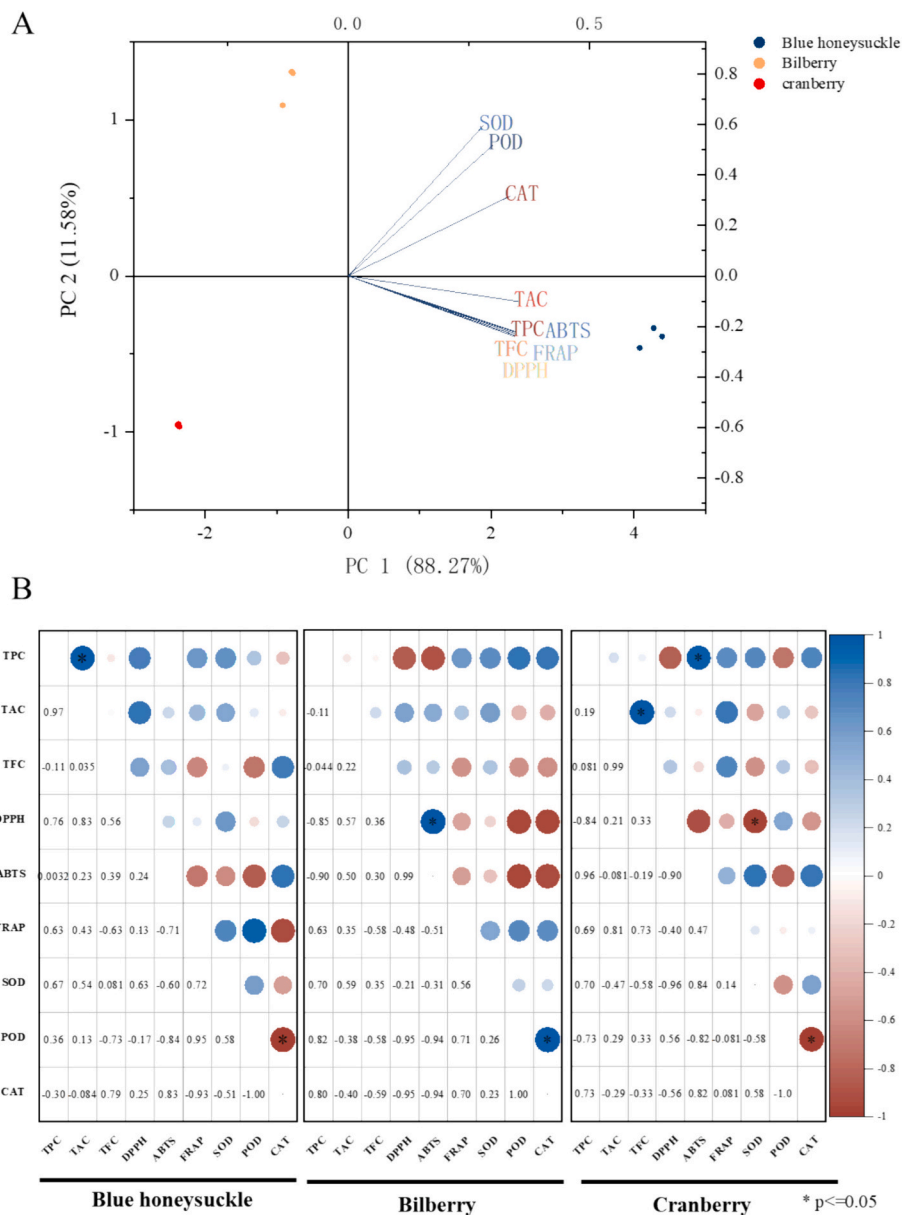 A
0.0 0.5
Blue honeysuckle
Bilberry
cranberry
0.8
1
SOD
POD
0.6
CAT
0.4
0.2
PC 2 (11.58%)
0
0.0
TAC
TPC ABTS
-0.2
TFC FRAP
DPPH
-0.4
-1
-0.6
-0.8
-2 0 2 4
PC 1 (88.27%)
B
TPC * * 1
TAC 0.97 -0.11 0.19 * 0.8
TFC -0.11 0.035 -0.044 0.22 0.081 0.99 0.6
DPPH 0.76 0.83 0.56 -0.85 0.57 0.36 * -0.84 0.21 0.33 * 0.4
0.2
ABTS 0.0032 0.23 0.39 0.24 -0.90 0.50 0.30 0.99 0.96 -0.081 -0.19 -0.90 0
FRAP 0.63 0.43 -0.63 0.13 -0.71 0.63 0.35 -0.58 -0.48 -0.51 0.69 0.81 0.73 -0.40 0.47 -0.2
-0.4
SOD 0.67 0.54 0.081 0.63 -0.60 0.72 0.70 0.59 0.35 -0.21 -0.31 0.56 0.70 -0.47 -0.58 -0.96 0.84 0.14 -0.6
POD 0.36 0.13 -0.73 -0.17 -0.84 0.95 0.58 * 0.82 -0.38 -0.58 -0.95 -0.94 0.71 0.26 * -0.73 0.29 0.33 0.56 -0.82 -0.081 -0.58 * -0.8
CAT -0.30 -0.084 0.79 0.25 0.83 -0.93 -0.51 -1.00 0.80 -0.40 -0.59 -0.95 -0.94 0.70 0.23 1.00 0.73 -0.29 -0.33 -0.56 0.82 0.081 0.58 -1.0 -1
TPC TAC TFC DPPH ABTS FRAP SOD POD CAT TPC TAC TFC DPPH ABTS FRAP SOD POD CAT TPC TAC TFC DPPH ABTS FRAP SOD POD CAT
Blue honeysuckle Bilberry Cranberry * p<=0.05